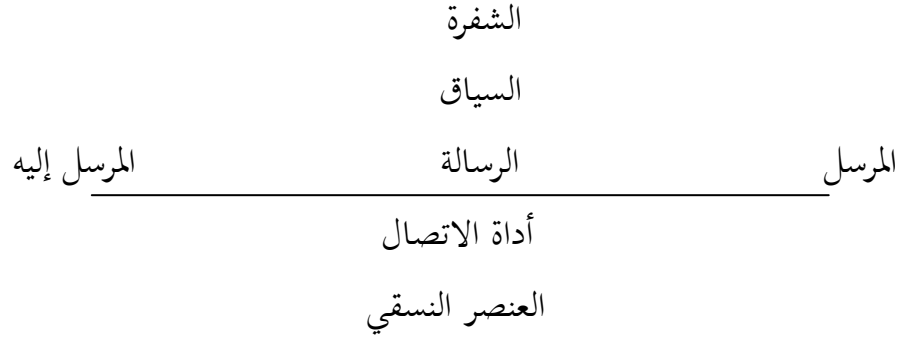 الشفرة
السياق
المرسل الرسالة المرسل إليه
أداة الاتصال
العنصر النسقي